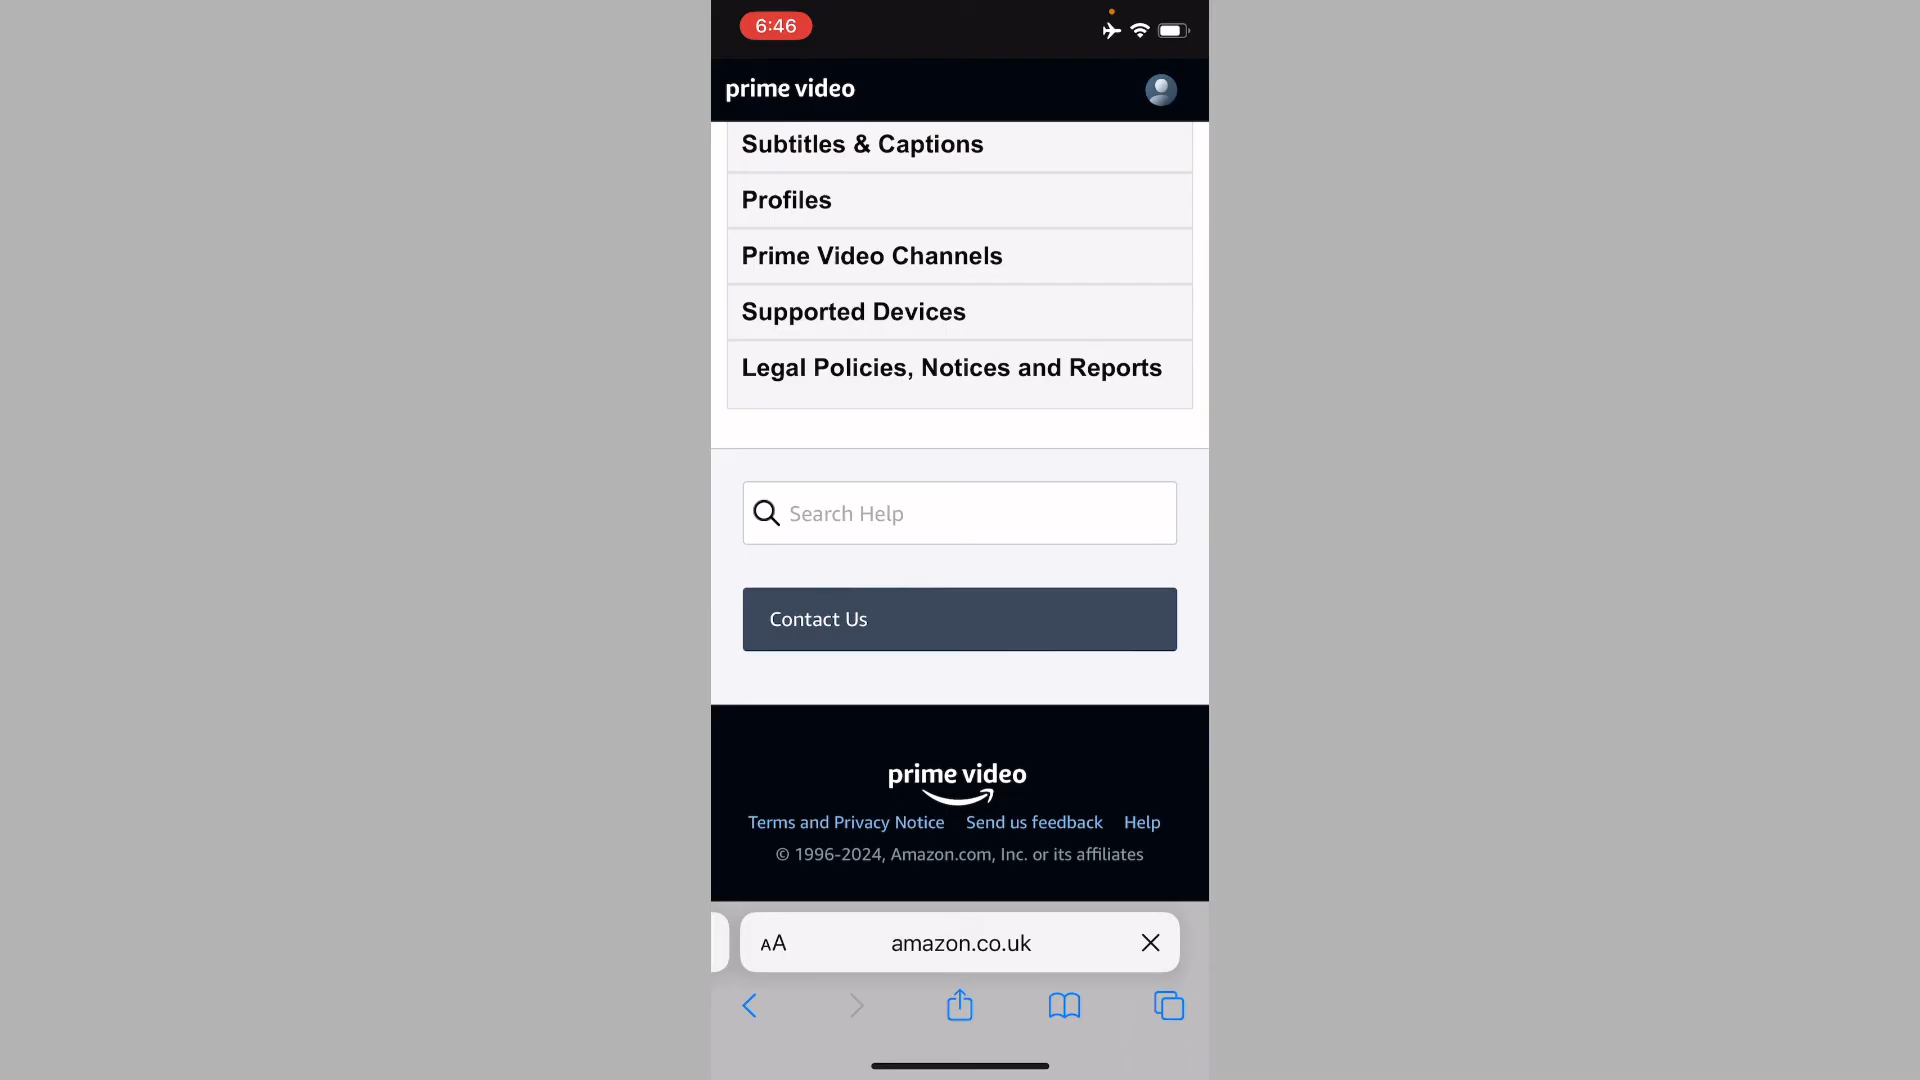 6:46
prime video
Subtitles & Captions
Profiles
Prime Video Channels
Supported Devices
Legal Policies, Notices and Reports
Search Help
Contact Us
prime video
Terms and Privacy Notice Send us feedback Help
© 1996-2024, Amazon.com, Inc. or its affiliates
AA amazon.co.uk